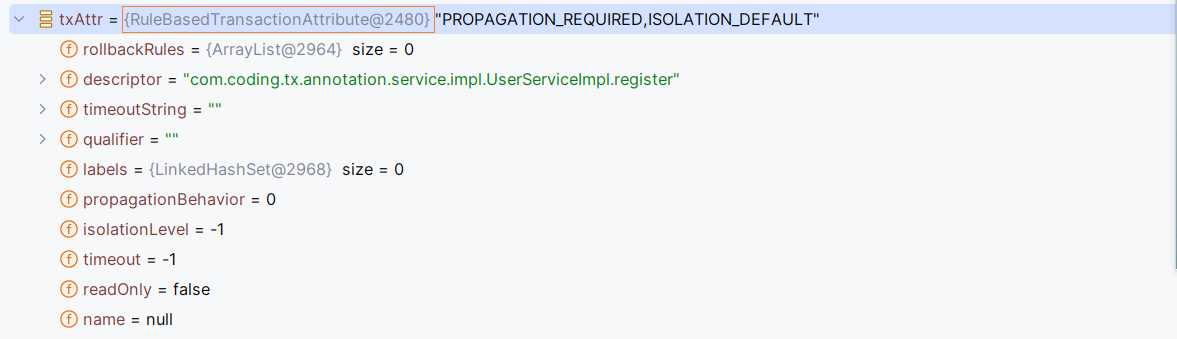 txAttr = {RuleBasedTransactionAttribute@2480} "PROPAGATION_REQUIRED,ISOLATION_DEFAULT"
f rollbackRules = {ArrayList@2964} size = 0
f descriptor = "com.coding.tx.annotation.service.impl.UserServiceImpl.register"
f timeoutString = ""
f qualifier = ""
f labels = {LinkedHashSet@2968} size = 0
f propagationBehavior = 0
f isolationLevel = -1
f timeout = -1
f readOnly = false
f name = null